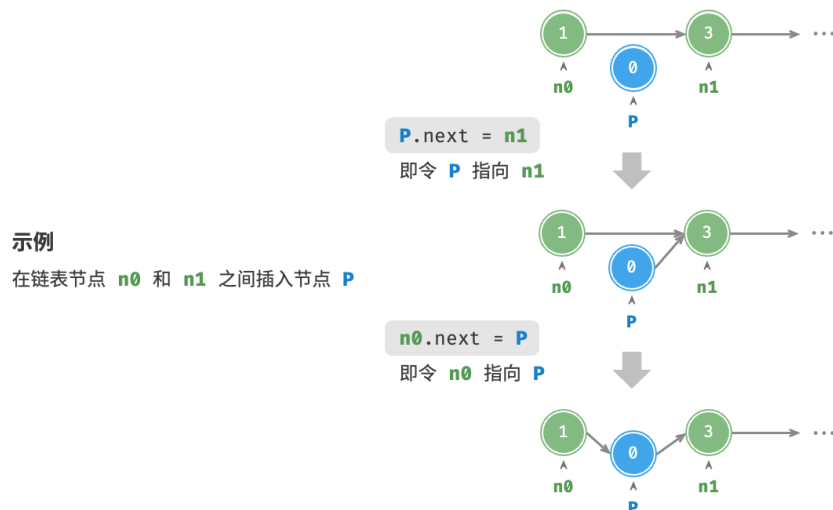 1 3 ...
0
n0 n1
P
P.next = n1
即令 P 指向 n1
1 3 ...
0
n0 n1
P
示例
在链表节点 n0 和 n1 之间插入节点 P
n0.next = P
即令 n0 指向 P
1 3 ...
0
n0 n1
P